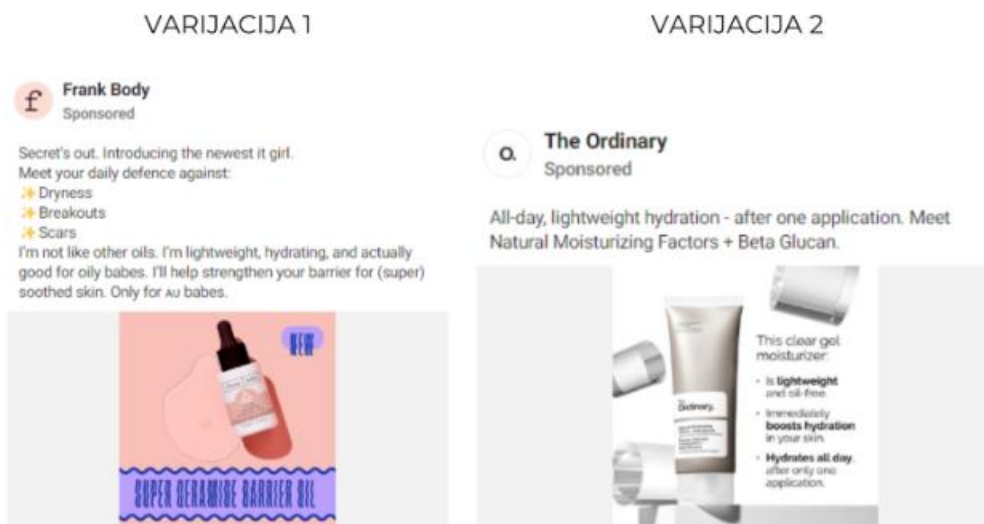 VARIJACIJA 1
Frank Body
Sponsored
Secret's out. Introducing the newest it girl.
Meet your daily defence against:
✨ Dryness
✨ Breakouts
✨ Scars
I'm not like other oils. I'm lightweight, hydrating, and actually
good for oily babes. I'll help strengthen your barrier for (super)
soothed skin. Only for AU babes.
NEW
SUPER CERAMIDE BARRIER OIL
VARIJACIJA 2
O.
The Ordinary
Sponsored
All-day, lightweight hydration - after one application. Meet
Natural Moisturizing Factors + Beta Glucan.
Ordinary.
This clear gel
moisturizer:
• Is lightweight
and oil-free.
• Immediately
boosts hydration
in your skin.
• Hydrates all day
after only one
application.